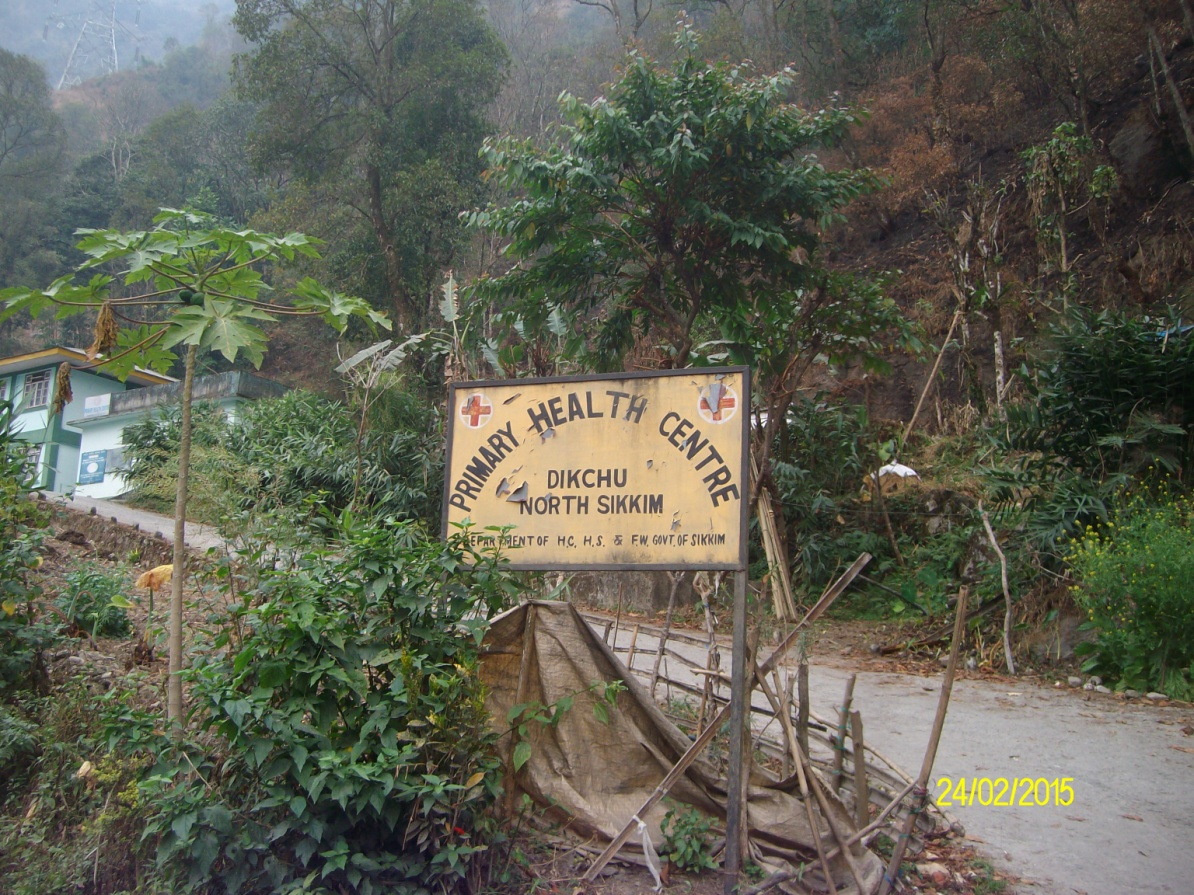 PRIMARY HEALTH CENTRE
DIKCHU
NORTH SIKKIM
DEPARTMENT OF H.C, H.S. & F.W, GOVT. OF SIKKIM
24/02/2015